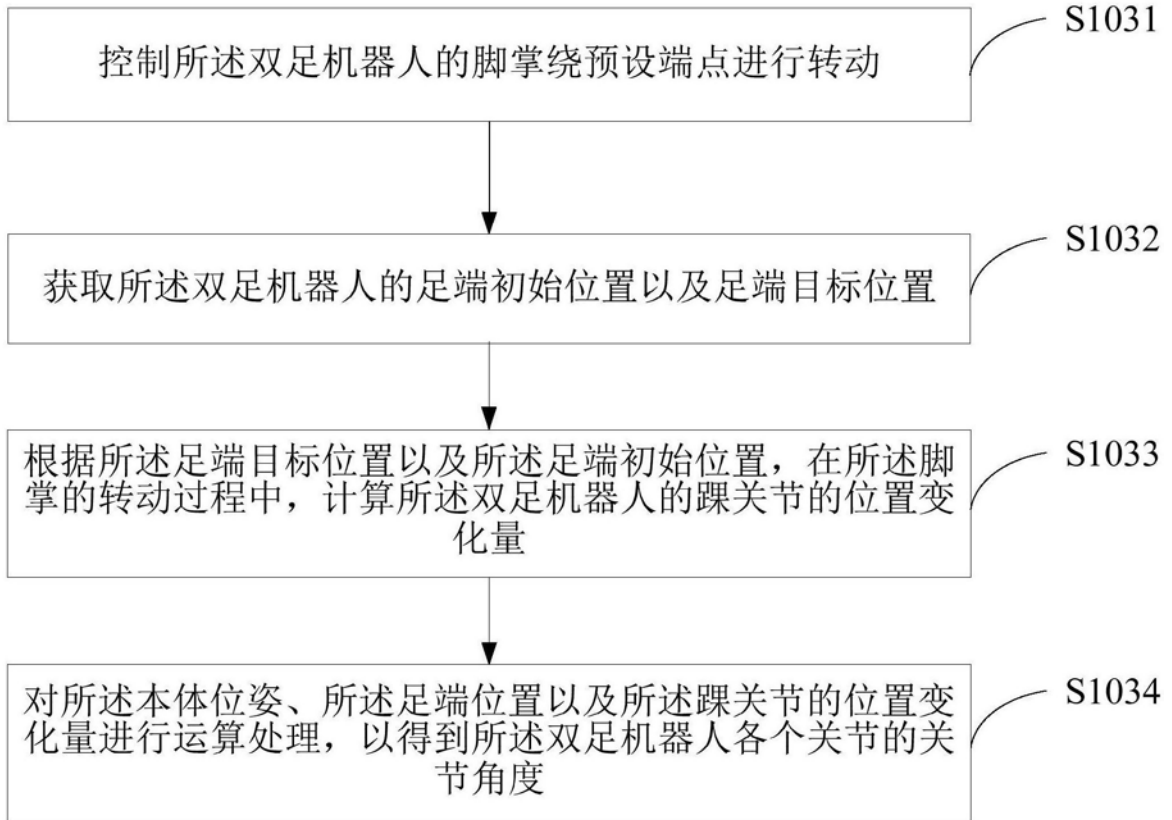 S1031
控制所述双足机器人的脚掌绕预设端点进行转动
S1032
获取所述双足机器人的足端初始位置以及足端目标位置
S1033
根据所述足端目标位置以及所述足端初始位置，在所述脚
掌的转动过程中，计算所述双足机器人的踝关节的位置变
化量
S1034
对所述本体位姿、所述足端位置以及所述踝关节的位置变
化量进行运算处理，以得到所述双足机器人各个关节的关
节角度